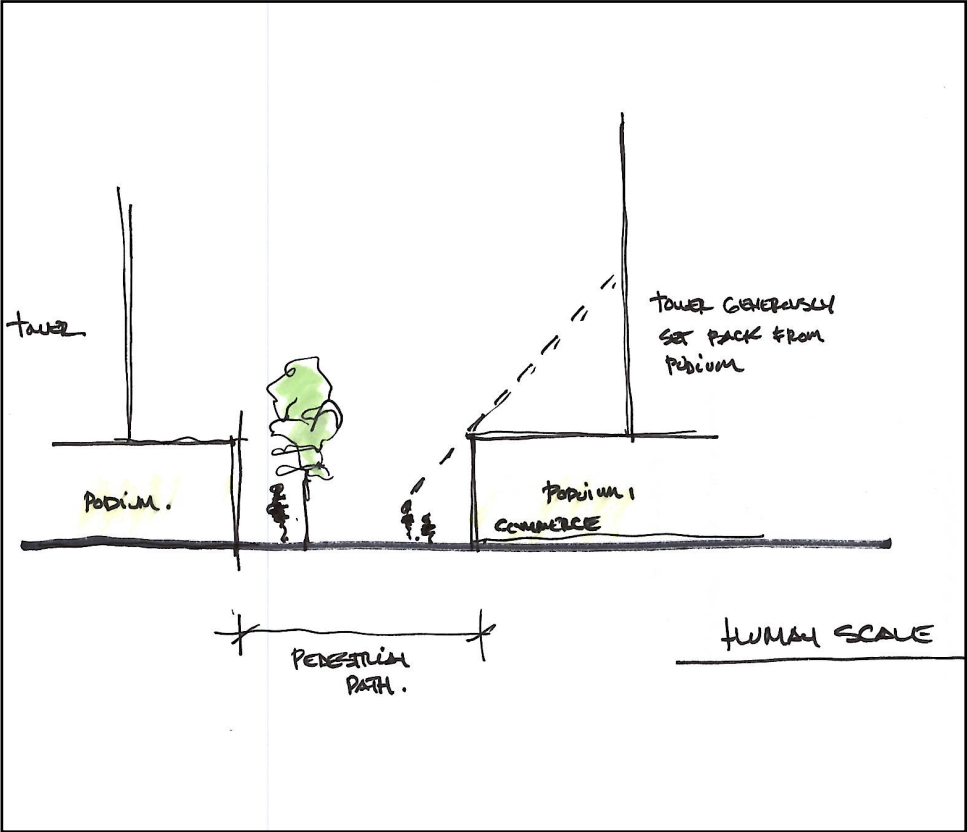 TOWER
TOWER GENEROUSLY
SET BACK FROM
PODIUM
PODIUM.
PODIUM,
COMMERCE
HUMAN SCALE
PEDESTRIAN
PATH.